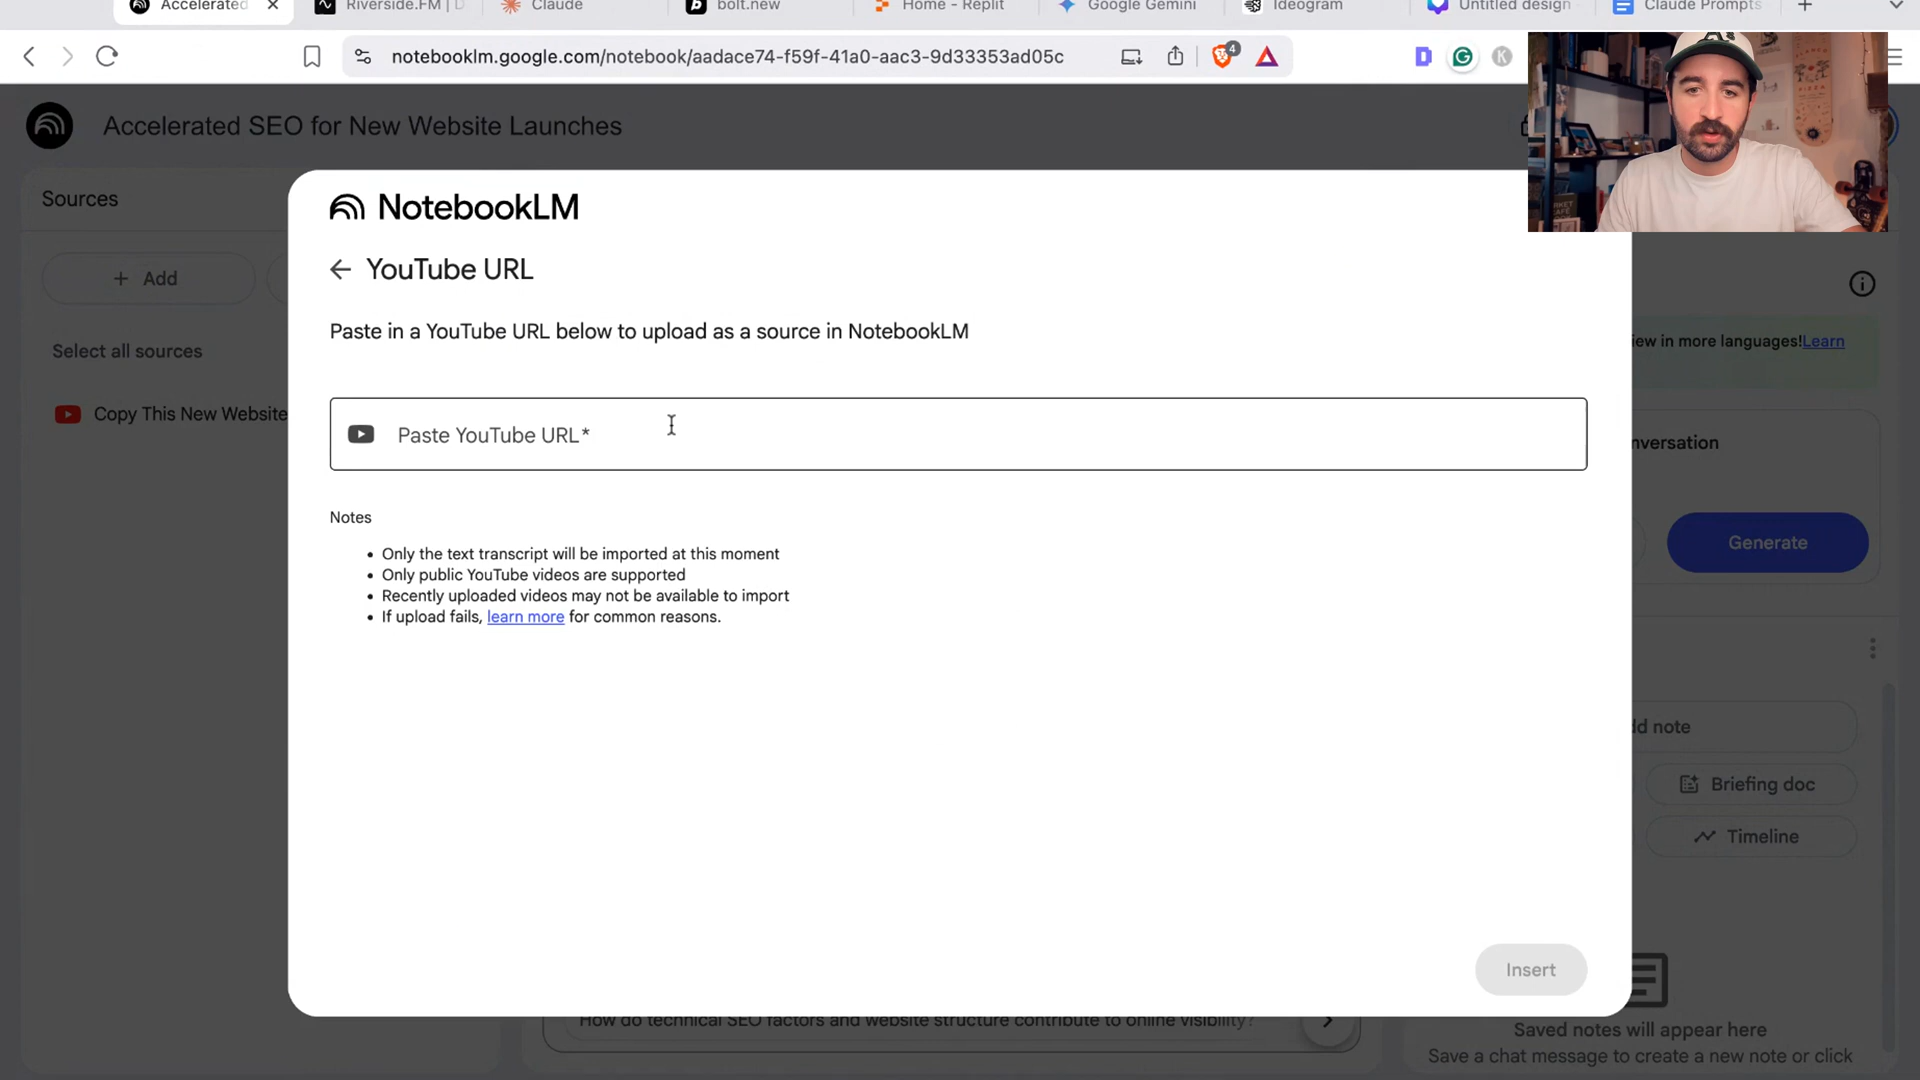 Accelerated
Riverside.FM | D
Claude
bolt.new
Home - Replit
Google Gemini
Ideogram
Untitled design
Claude Prompts
notebooklm.google.com/notebook/aadace74-f59f-41a0-aac3-9d33353ad05c
4
Accelerated SEO for New Website Launches
Sources
NotebookLM
+ Add
YouTube URL
Paste in a YouTube URL below to upload as a source in NotebookLM
Select all sources
iew in more languages!Learn
Copy This New Website
Paste YouTube URL*
nversation
Notes
Only the text transcript will be imported at this moment
Only public YouTube videos are supported
Recently uploaded videos may not be available to import
If upload fails, learn more for common reasons.
Generate
dd note
Briefing doc
Timeline
Insert
How do technical SEO factors and website structure contribute to online visibility?
Saved notes will appear here
Save a chat message to create a new note or click